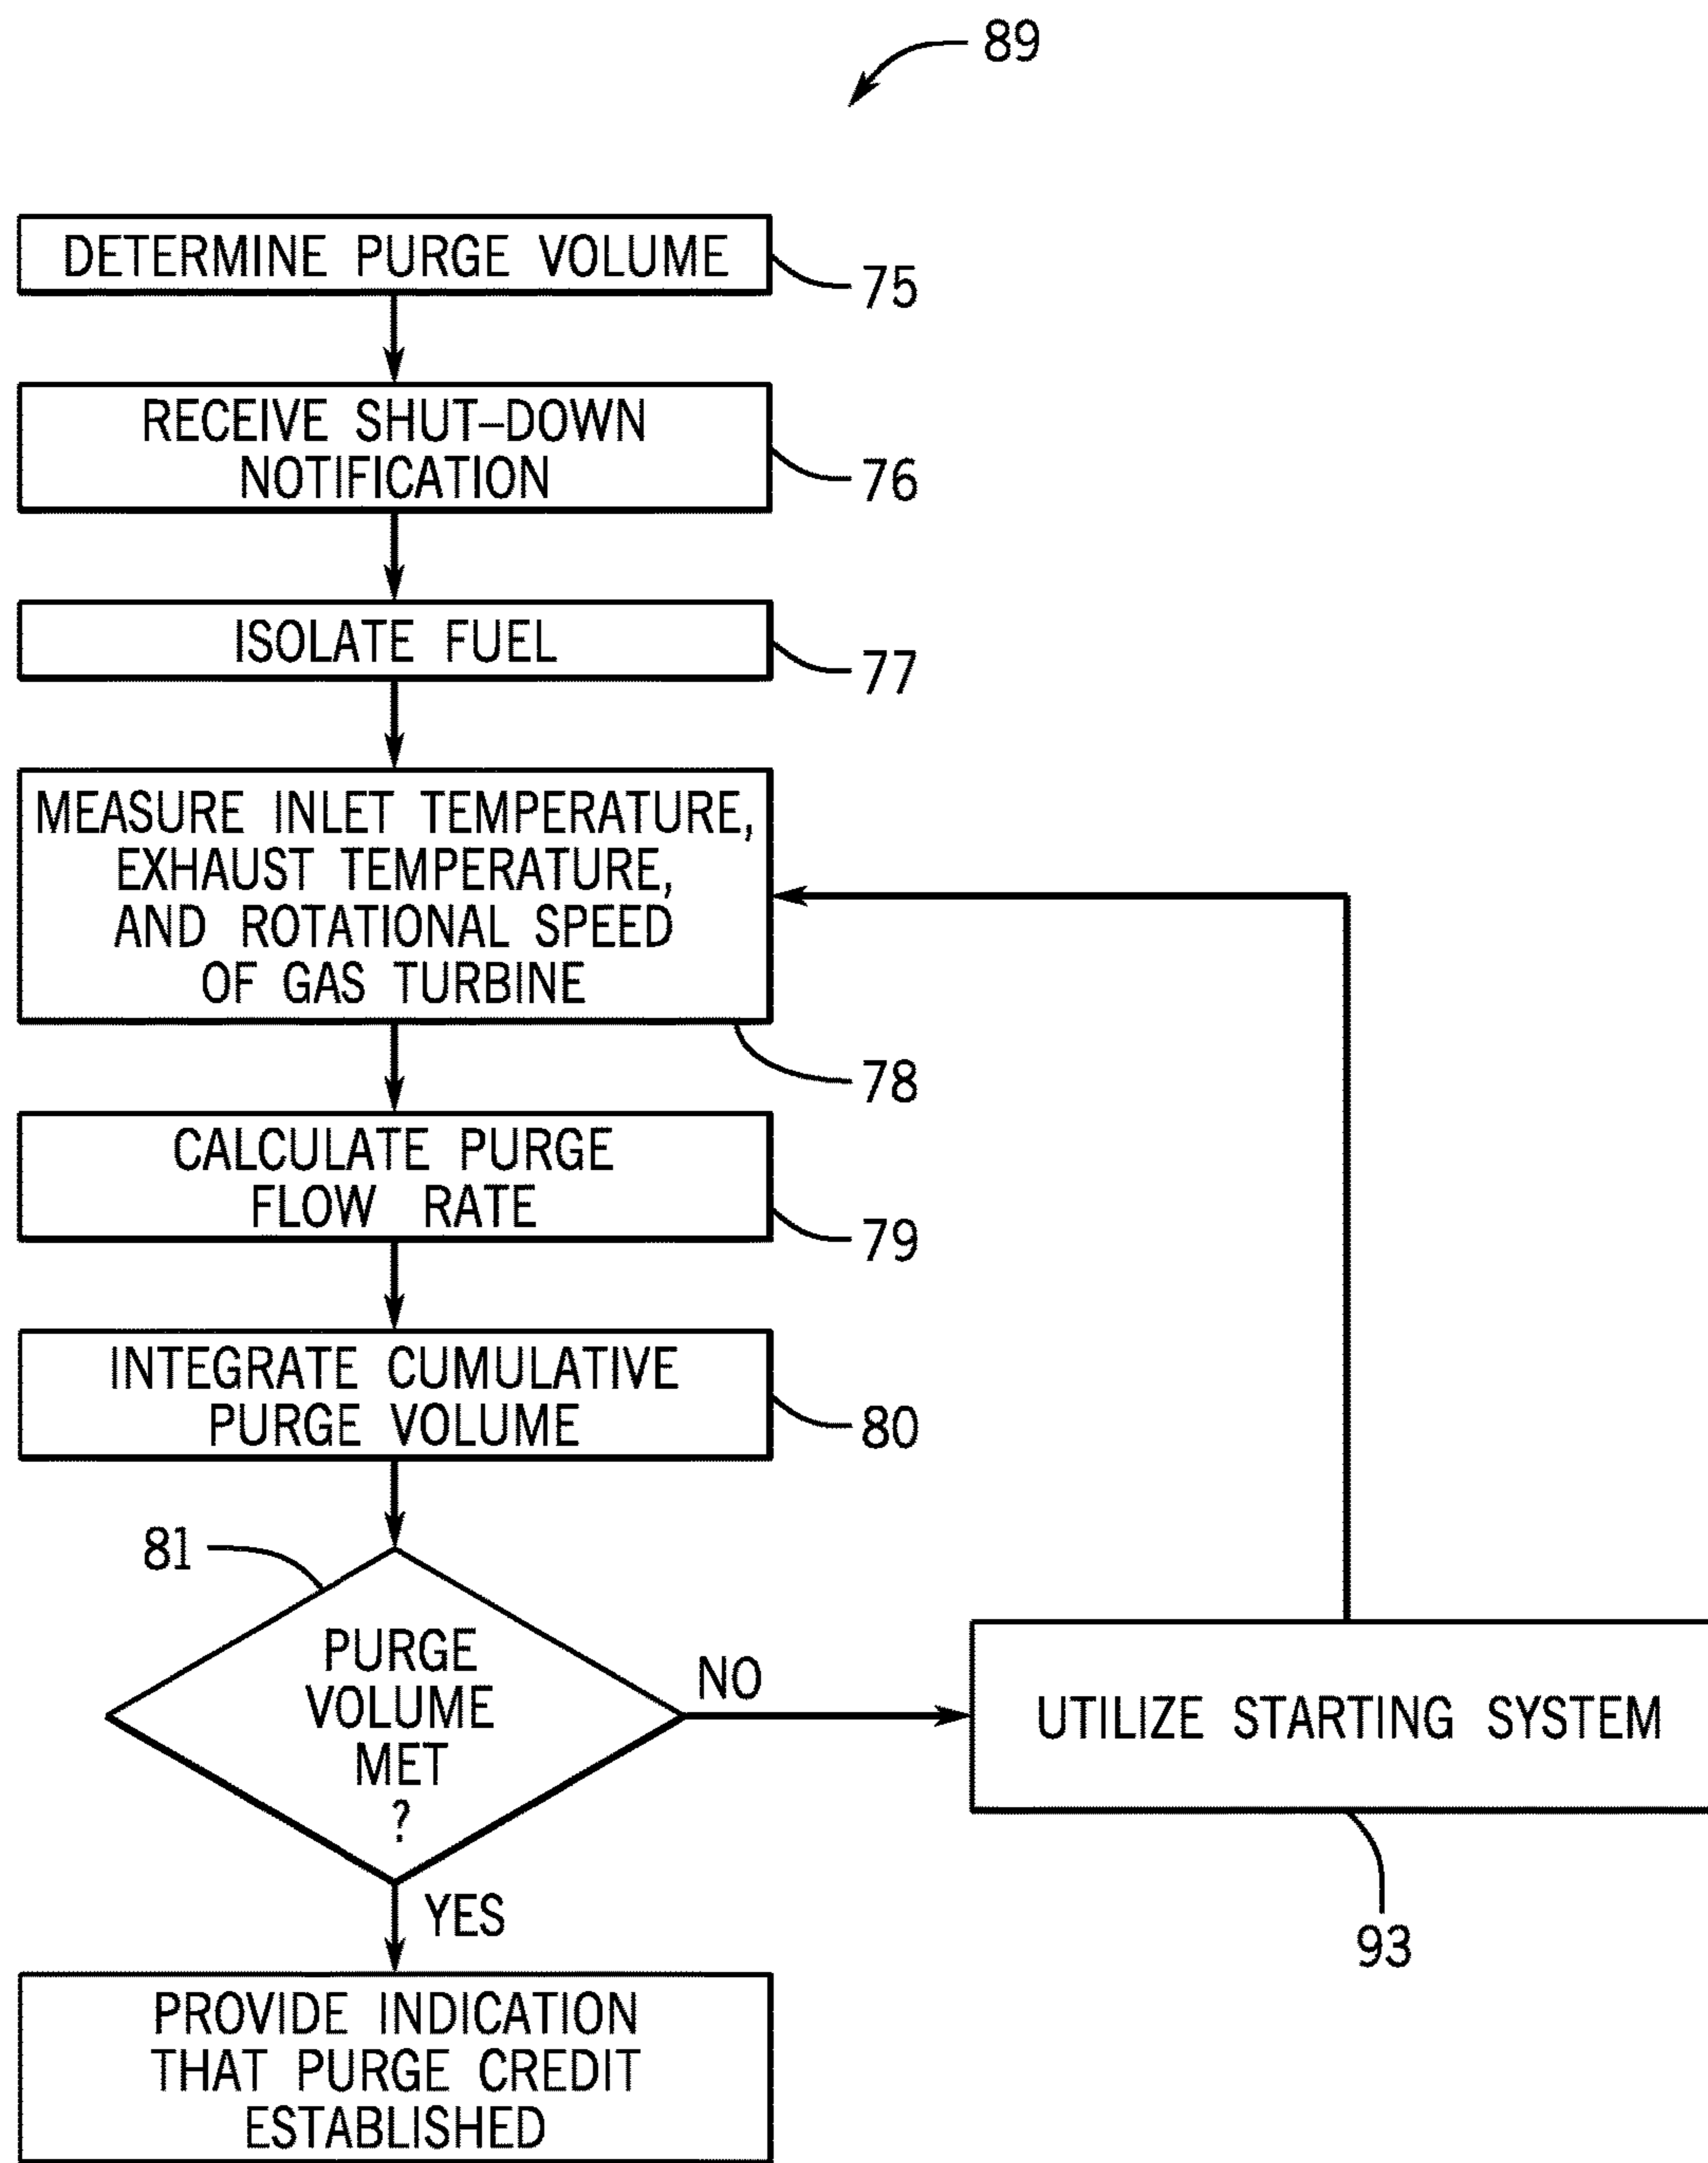 89
DETERMINE PURGE VOLUME
75
RECEIVE SHUT–DOWN
NOTIFICATION
76
ISOLATE FUEL
77
MEASURE INLET TEMPERATURE,
EXHAUST TEMPERATURE,
AND ROTATIONAL SPEED
OF GAS TURBINE
78
CALCULATE PURGE
FLOW RATE
79
INTEGRATE CUMULATIVE
PURGE VOLUME
80
81
PURGE
VOLUME
MET
?
NO
UTILIZE STARTING SYSTEM
93
YES
PROVIDE INDICATION
THAT PURGE CREDIT
ESTABLISHED